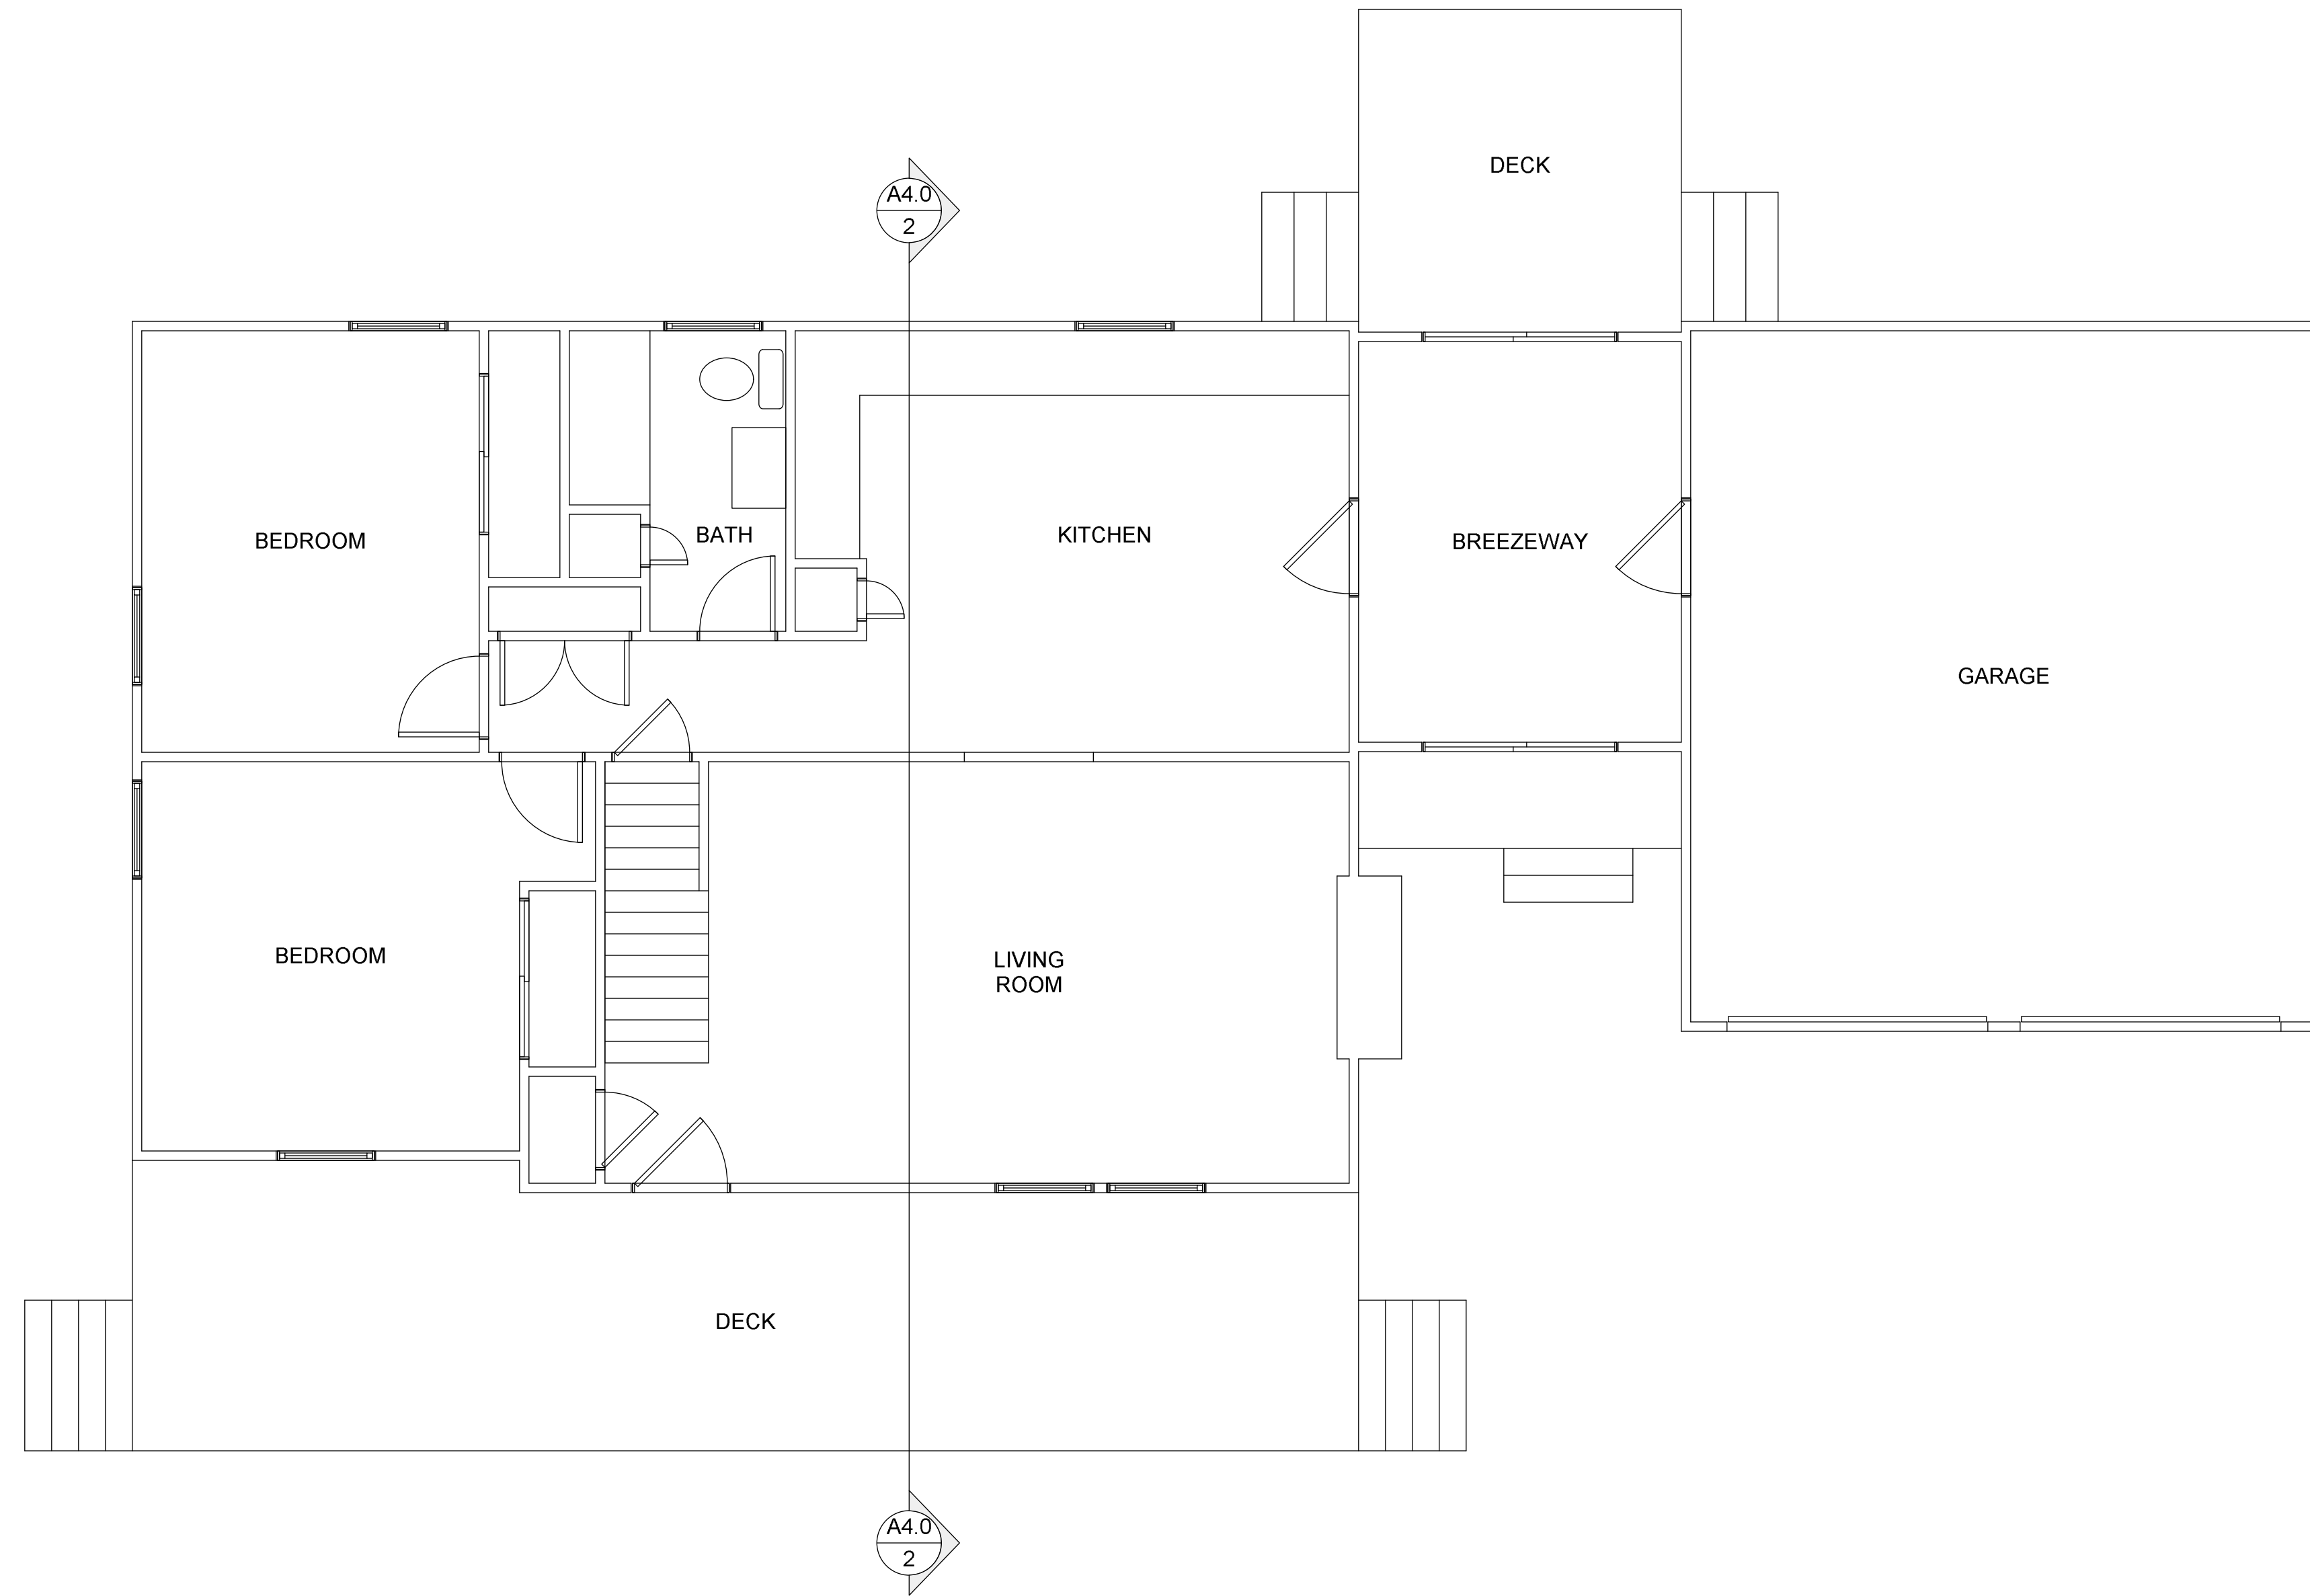 DECK
A4.0
2
BEDROOM
BATH
KITCHEN
BREEZEWAY
GARAGE
BEDROOM
LIVING
ROOM
DECK
A4.0
2